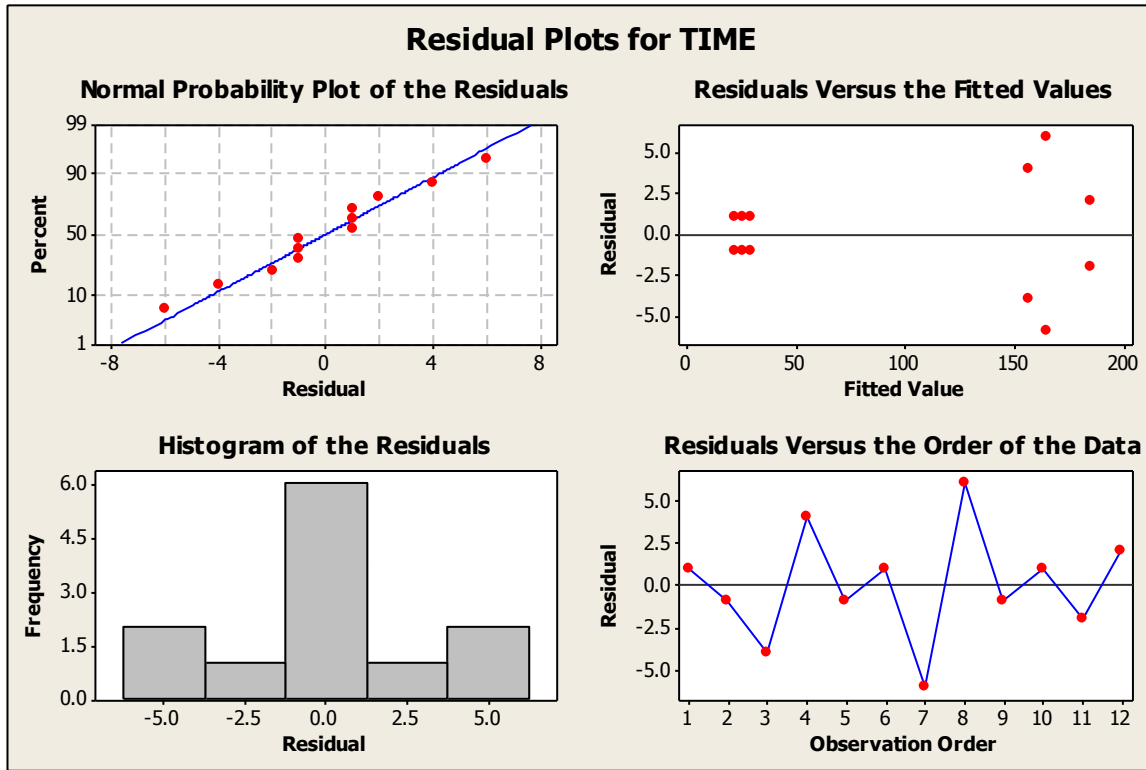 Residual Plots for TIME
Normal Probability Plot of the Residuals
99
90
50
10
1
Percent
-8 -4 0 4 8
Residual
Residuals Versus the Fitted Values
5.0
2.5
0.0
-2.5
-5.0
Residual
0 50 100 150 200
Fitted Value
Histogram of the Residuals
6.0
4.5
3.0
1.5
0.0
Frequency
-5.0 -2.5 0.0 2.5 5.0
Residual
Residuals Versus the Order of the Data
5.0
2.5
0.0
-2.5
-5.0
Residual
1 2 3 4 5 6 7 8 9 10 11 12
Observation Order